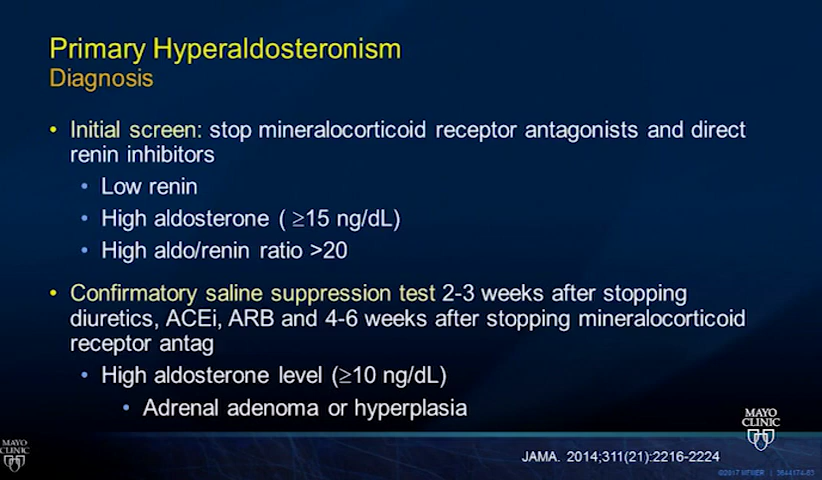 Primary Hyperaldosteronism
Diagnosis
• Initial screen: stop mineralocorticoid receptor antagonists and direct
renin inhibitors
• Low renin
• High aldosterone ( ≥15 ng/dL)
• High aldo/renin ratio >20
• Confirmatory saline suppression test 2-3 weeks after stopping
diuretics, ACEi, ARB and 4-6 weeks after stopping mineralocorticoid
receptor antag
• High aldosterone level (≥10 ng/dL)
• Adrenal adenoma or hyperplasia
MAYO
CLINIC
MAYO
CLINIC
JAMA. 2014;311(21):2216-2224
©2017 MFMER |